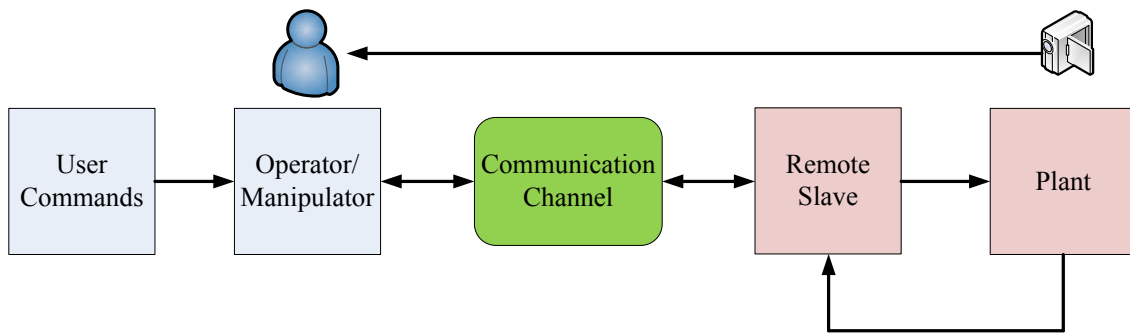 User
Commands
Operator/
Manipulator
Communication
Channel
Remote
Slave
Plant